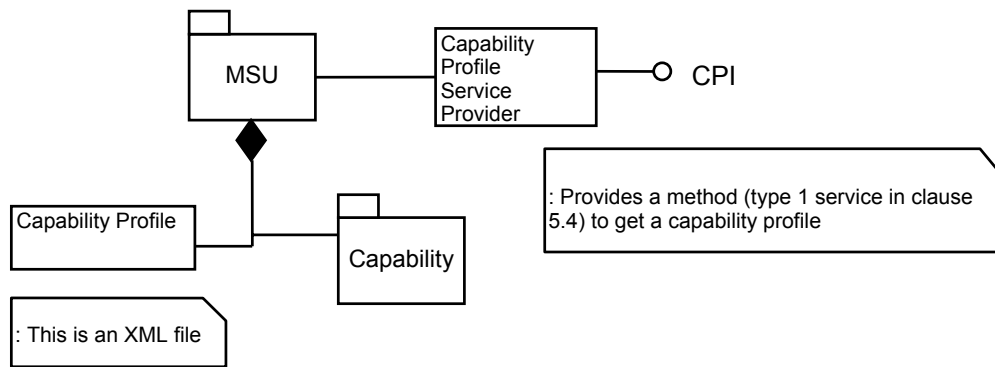 MSU
Capability
Profile
Service
Provider
CPI
: Provides a method (type 1 service in clause
5.4) to get a capability profile
Capability Profile
Capability
: This is an XML file